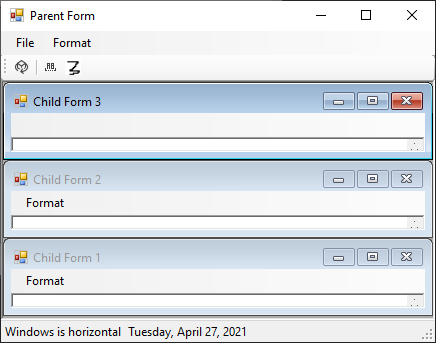 Parent Form
File Format
Child Form 3
Child Form 2
Format
Child Form 1
Format
Windows is horizontal Tuesday, April 27, 2021